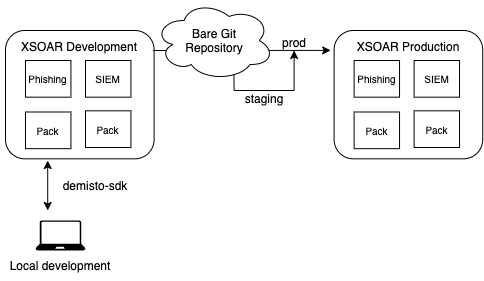 XSOAR Development
Phishing
SIEM
Pack
Pack
Bare Git
Repository
prod
staging
XSOAR Production
Phishing
SIEM
Pack
Pack
demisto-sdk
Local development